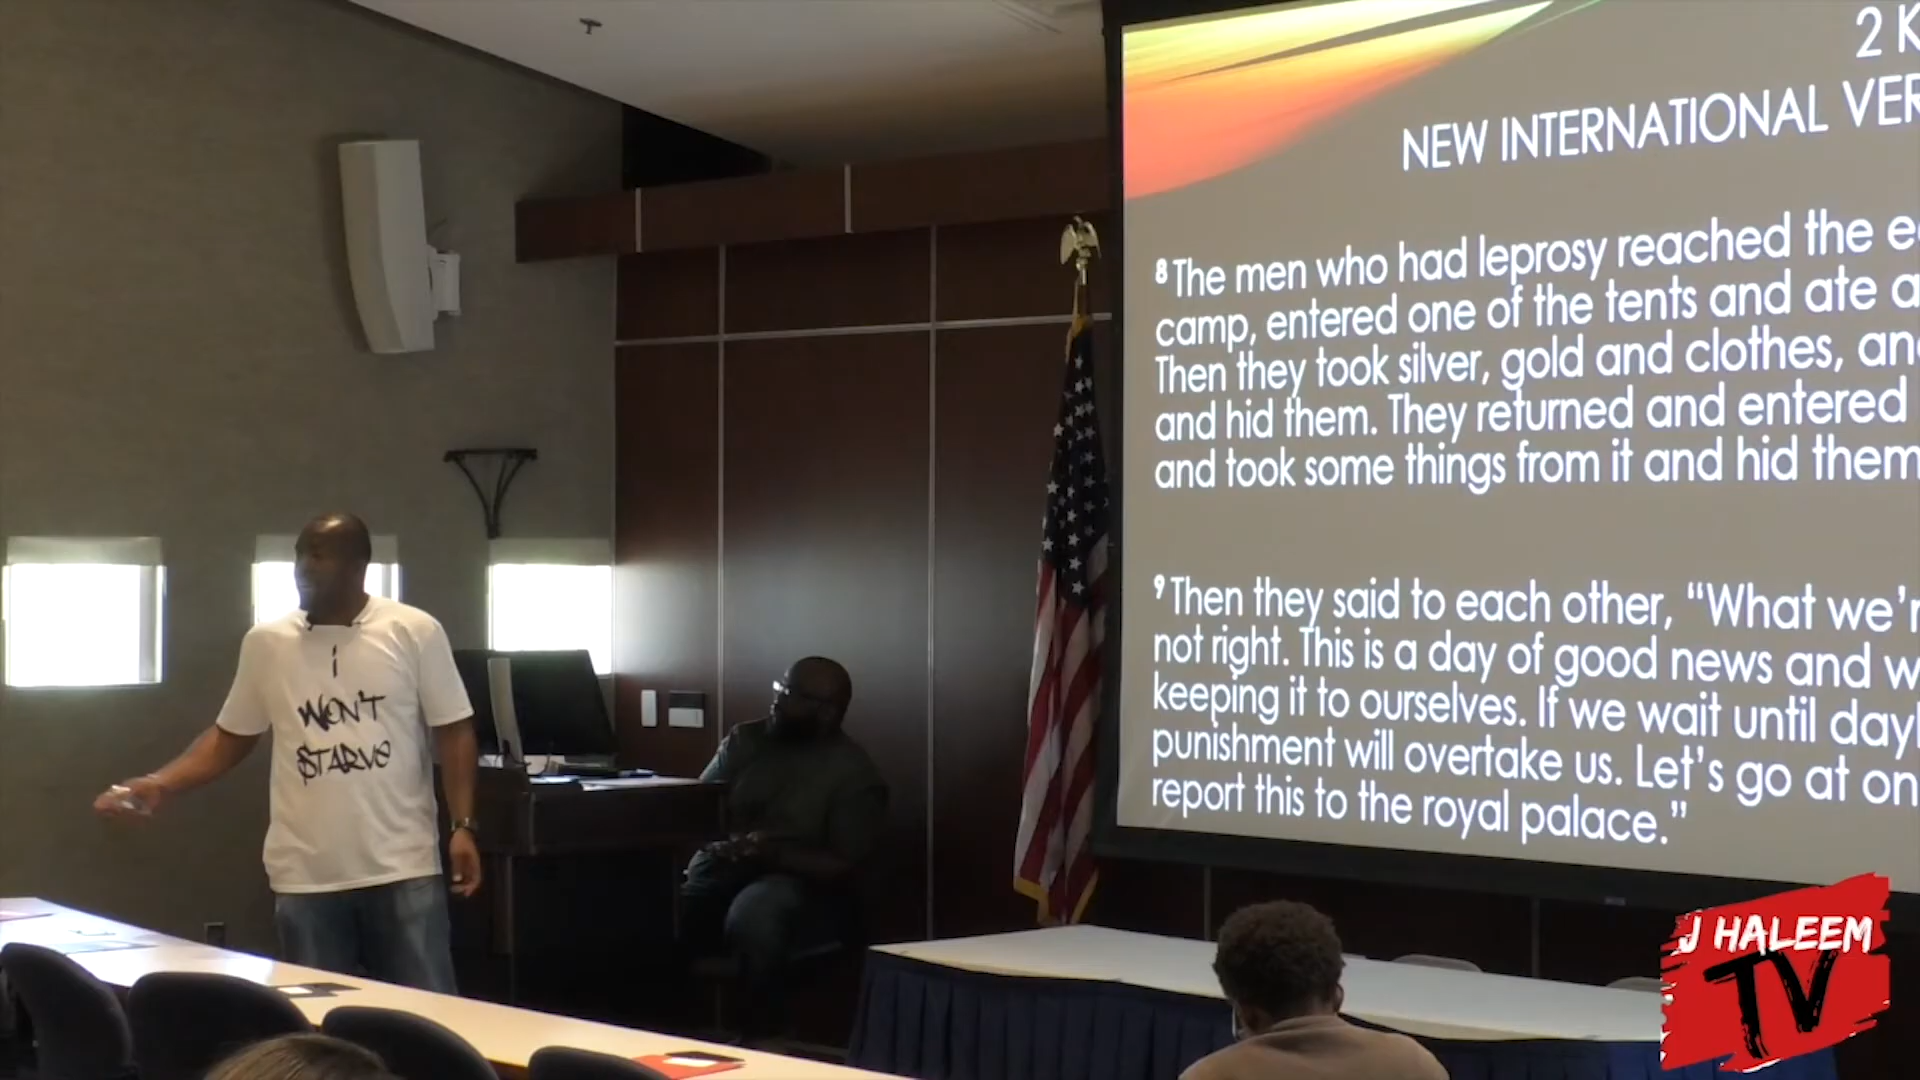 2 K
NEW INTERNATIONAL VER
8 The men who had leprosy reached the e
camp, entered one of the tents and ate a
Then they took silver, gold and clothes, an
and hid them. They returned and entered
and took some things from it and hid them
9 Then they said to each other, “What we’r
not right. This is a day of good news and w
keeping it to ourselves. If we wait until dayl
punishment will overtake us. Let’s go at on
report this to the royal palace.”
i
WON'T
$TARVE
J HALEEM
TV